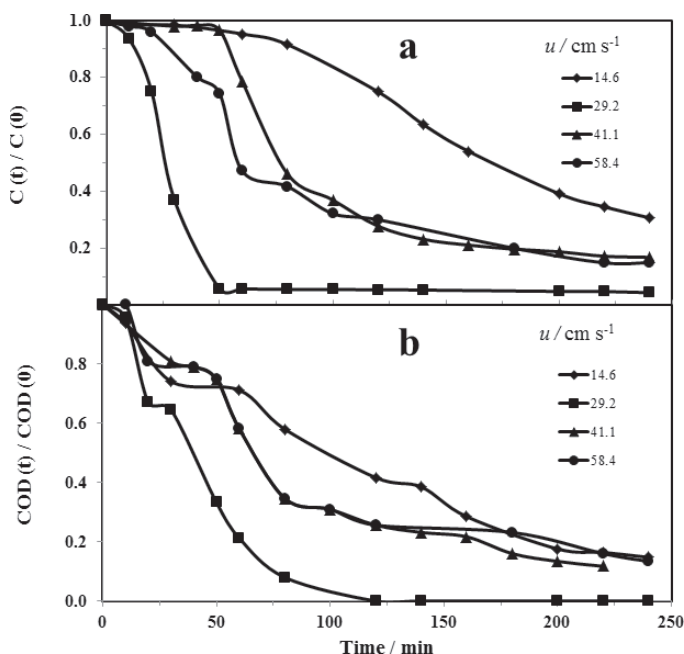 1.0
0.8
0.6
0.4
0.2
C (t) / C (0)
a
u / cm s-1
14.6
29.2
41.1
58.4
0.8
0.6
0.4
0.2
0.0
COD (t) / COD (0)
b
u / cm s-1
14.6
29.2
41.1
58.4
0 50 100 150 200 250
Time / min